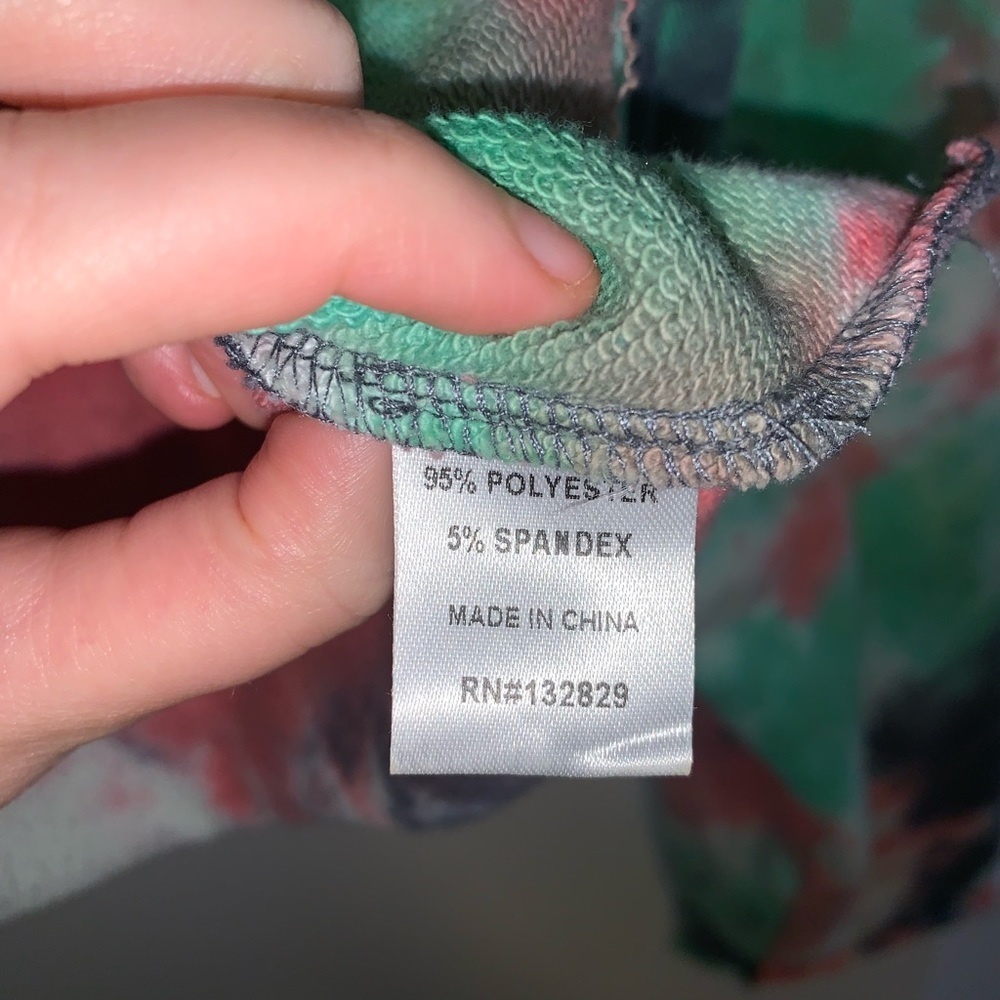 95% POLYESTER
5% SPANDEX
MADE IN CHINA
RN#132829